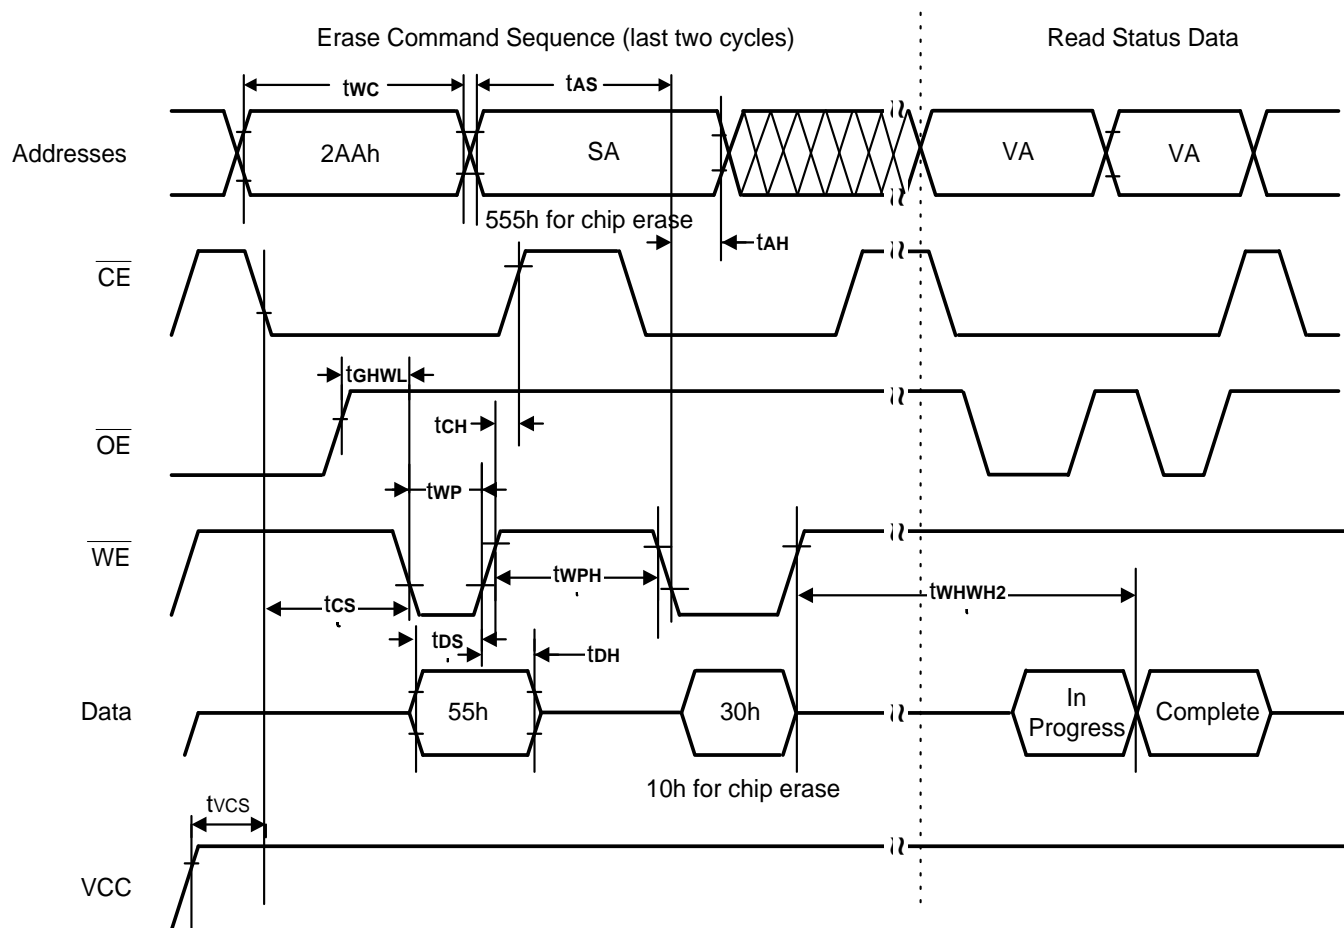 Erase Command Sequence (last two cycles)
Read Status Data
tWC
tAS
Addresses
2AAh
SA
VA
VA
555h for chip erase
tAH
CE
tGHWL
tCH
OE
tWP
WE
tWPH
tCS
tWHWH2
tDS
tDH
Data
55h
30h
In
Progress
Complete
10h for chip erase
tVCS
VCC